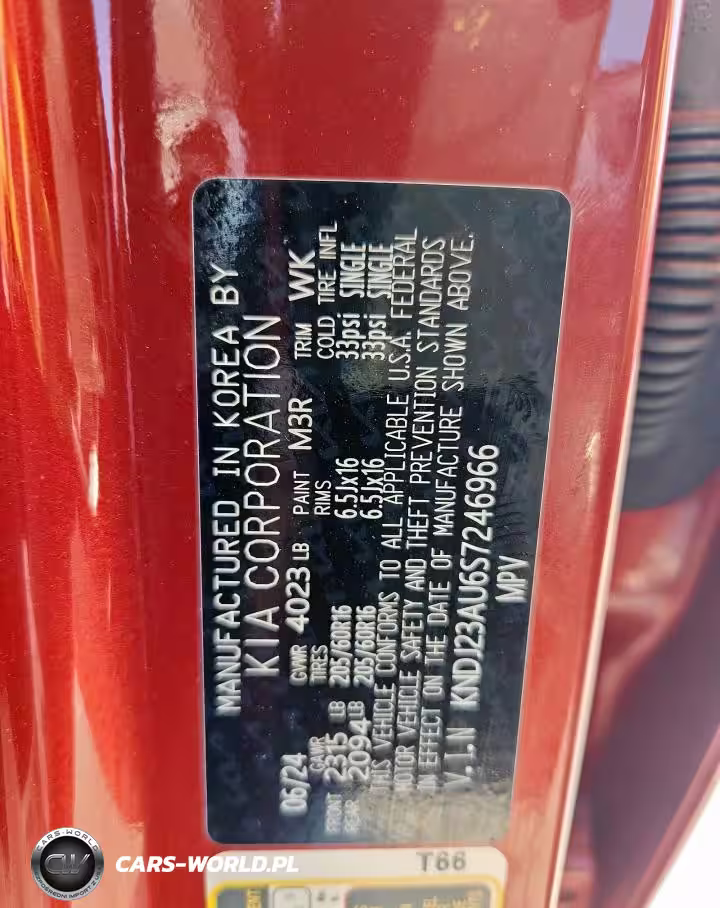 MANUFACTURED IN KOREA BY
KIA CORPORATION
06/24 GVWR 4023 LB PAINT M3R TRIM WK
GAWR TIRES RIMS COLD TIRE INFL
FRONT 2315 LB 205/60R16 6.5Jx16 33psi SINGLE
REAR 2094 LB 205/60R16 6.5Jx16 33psi SINGLE
THIS VEHICLE CONFORMS TO ALL APPLICABLE U.S.A. FEDERAL
MOTOR VEHICLE SAFETY AND THEFT PREVENTION STANDARDS
IN EFFECT ON THE DATE OF MANUFACTURE SHOWN ABOVE.
V.I.N KNDJ23AU6S7246966
MPV
T66
CARS-WORLD
CW
CARS-WORLD.PL